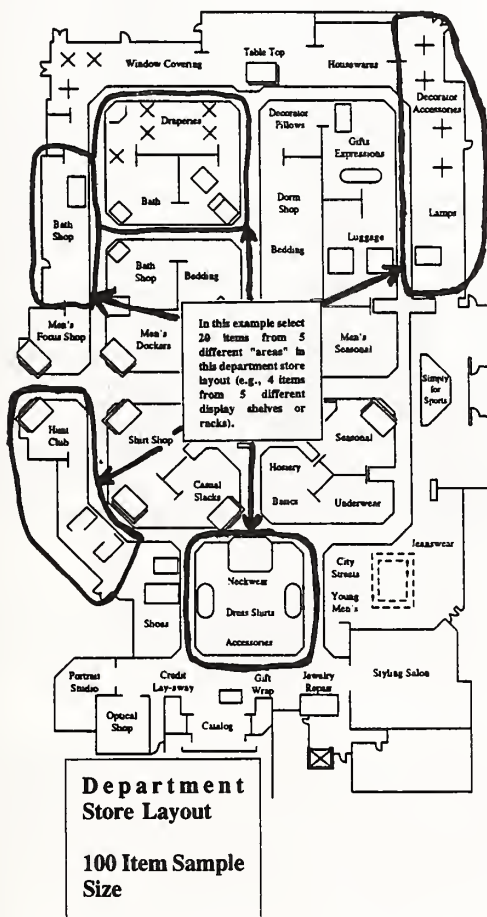 Window Covering
Table Top
Housewares
Draperies
Bath
Decorator
Pillows
Gifts
Expressions
Decorator
Accessories
Dorm
Shop
Bedding
Luggage
Lamps
Bath
Shop
Bath
Shop
Bedding
Men's
Focus Shop
Men's
Dockers
In this example select
20 items from 5
different "areas" in
this department store
layout (e.g., 4 items
from 5 different
display shelves or
racks).
Men's
Seasonal
Simply
for
Sports
Hunt
Club
Shirt Shop
Casual
Slacks
Seasonal
Hosiery
Basics
Underwear
Jeanswear
City
Streets
Young
Men's
Neckwear
Dress Shirts
Accessories
Shoes
Portrait
Studio
Credit
Lay-away
Gift
Wrap
Jewelry
Repair
Styling Salon
Optical
Shop
Catalog
Department
Store Layout
100 Item Sample
Size